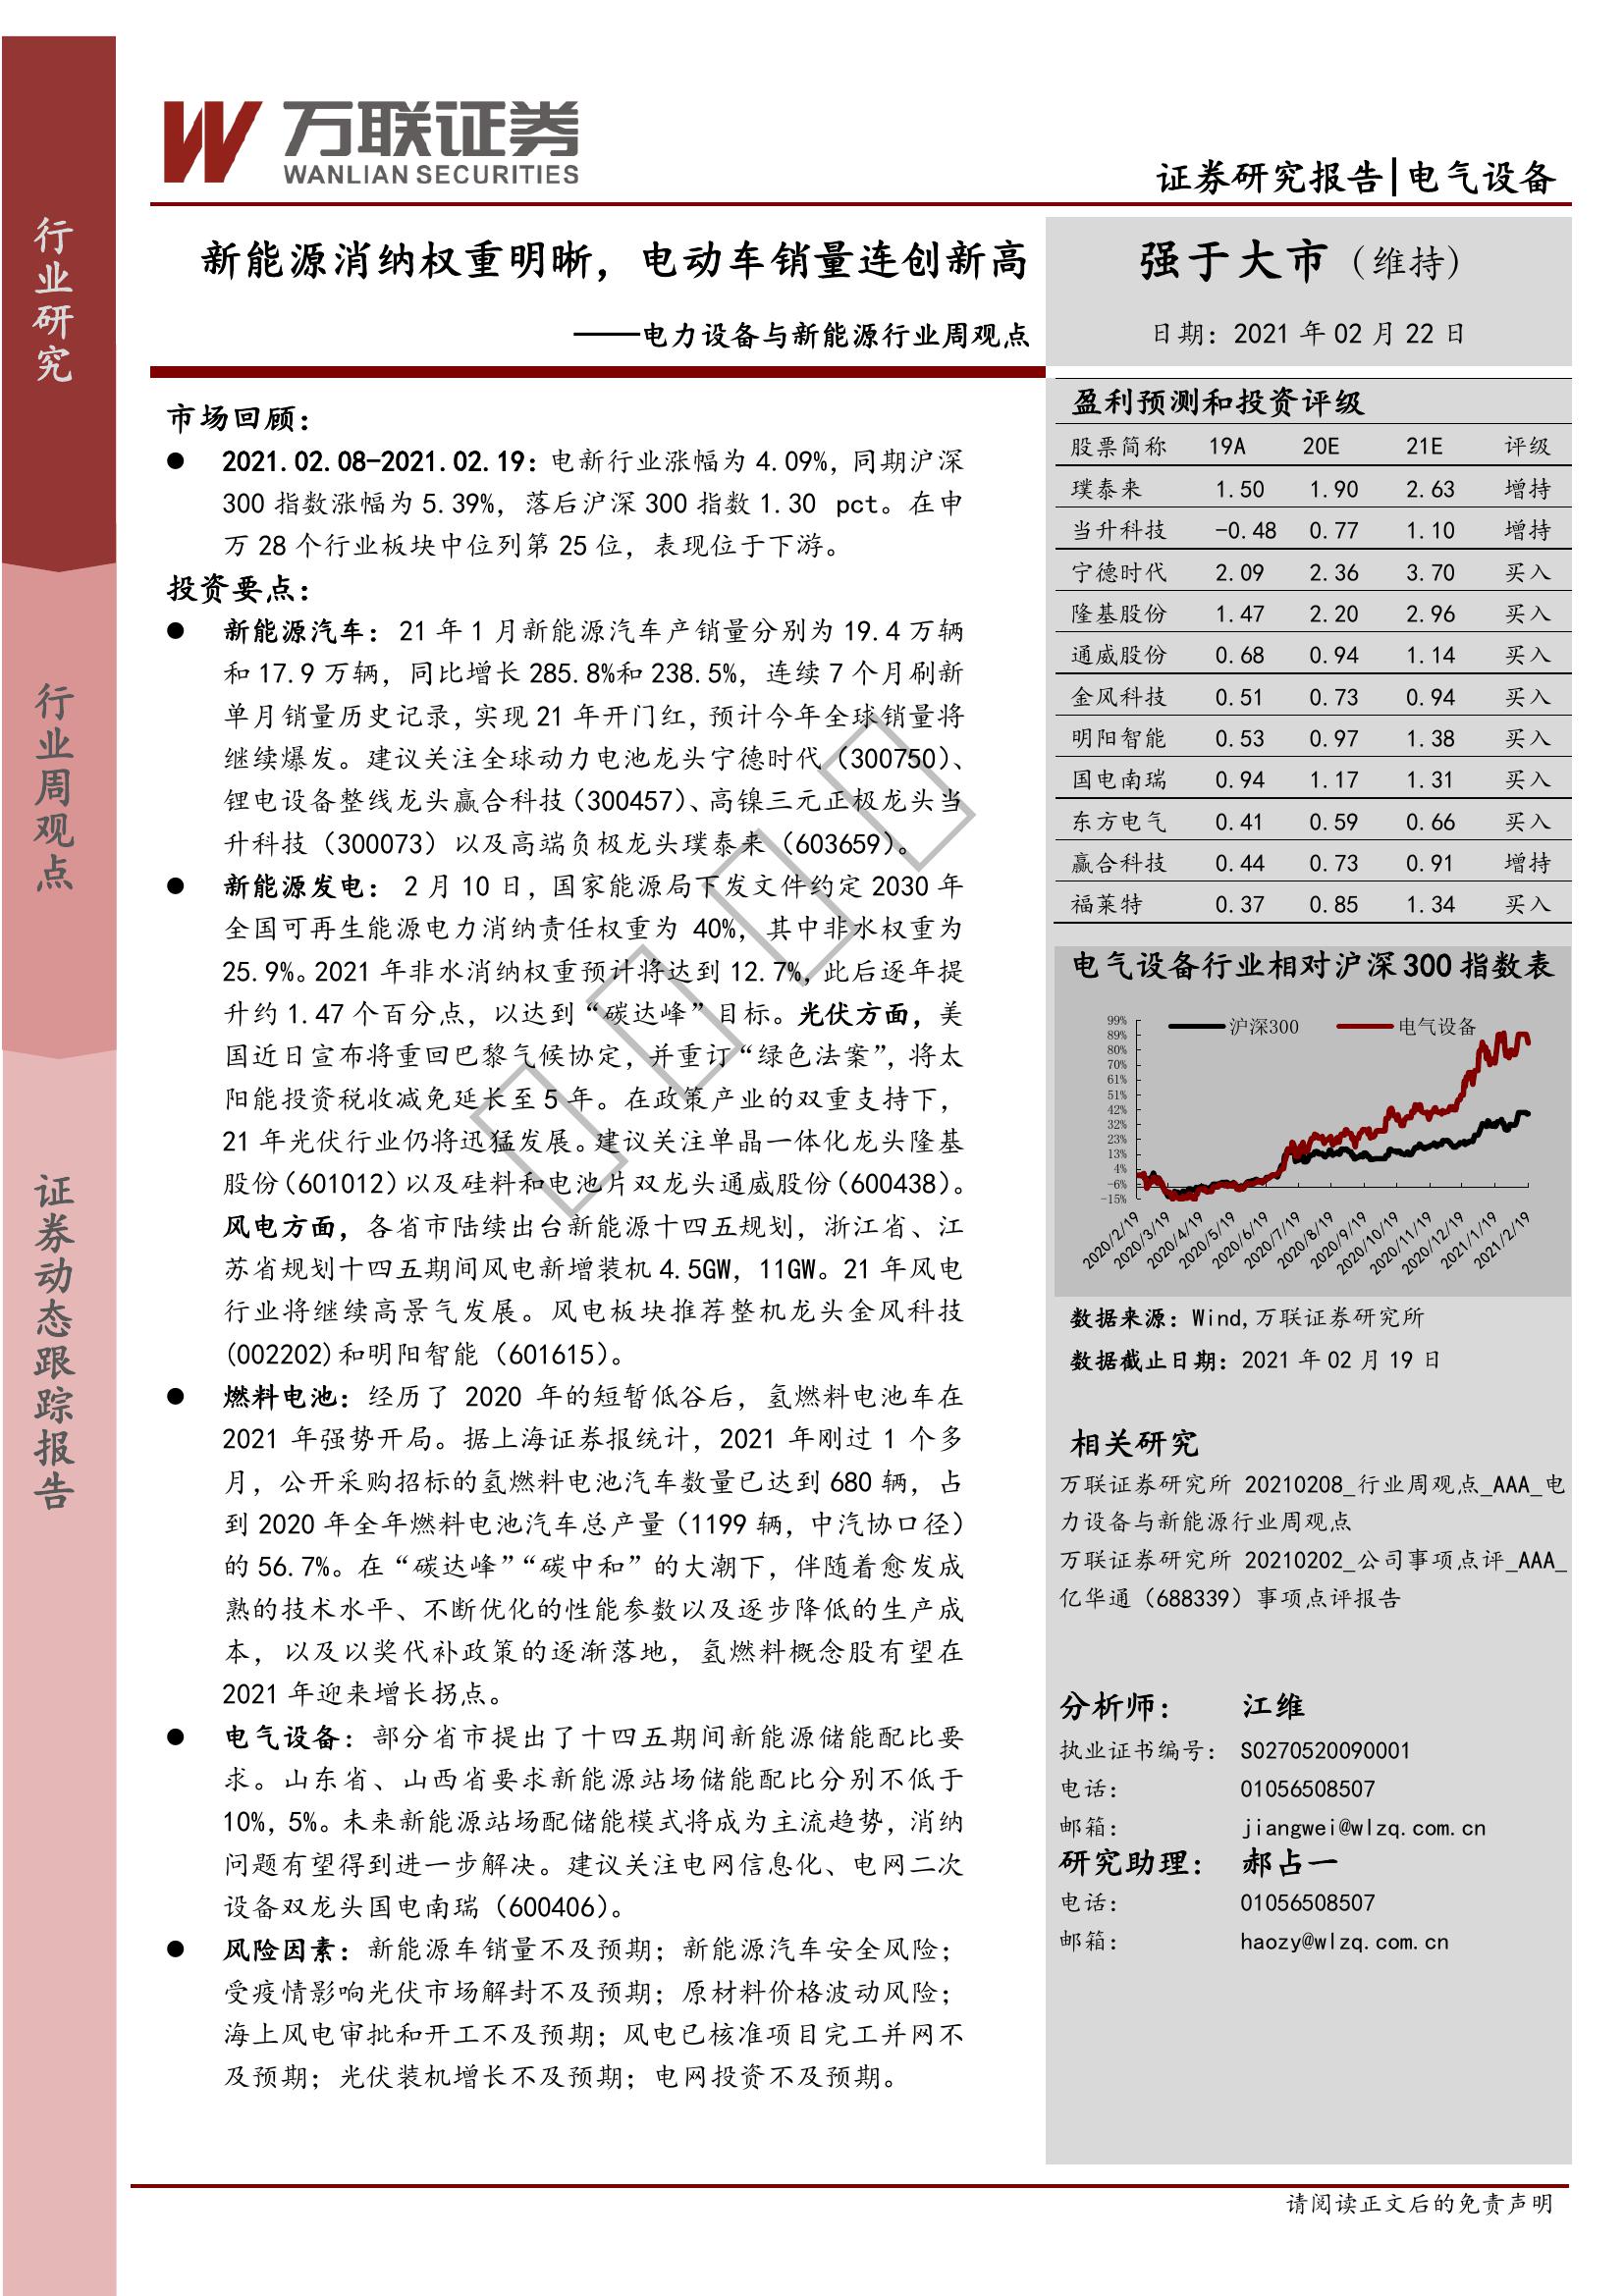 行业研究
行业周观点
证券动态跟踪报告
万联证券
WANLIAN SECURITIES
证券研究报告|电气设备
新能源消纳权重明晰，电动车销量连创新高
——电力设备与新能源行业周观点
强于大市（维持）
日期：2021 年 02 月 22 日
市场回顾：
● 2021.02.08-2021.02.19：电新行业涨幅为 4.09%，同期沪深
300 指数涨幅为 5.39%，落后沪深 300 指数 1.30 pct。在申
万 28 个行业板块中位列第 25 位，表现位于下游。
投资要点：
● 新能源汽车：21 年 1 月新能源汽车产销量分别为 19.4 万辆
和 17.9 万辆，同比增长 285.8%和 238.5%，连续 7 个月刷新
单月销量历史记录，实现 21 年开门红，预计今年全球销量将
继续爆发。建议关注全球动力电池龙头宁德时代（300750）、
锂电设备整线龙头赢合科技（300457）、高镍三元正极龙头当
升科技（300073）以及高端负极龙头璞泰来（603659）。
● 新能源发电：2 月 10 日，国家能源局下发文件约定 2030 年
全国可再生能源电力消纳责任权重为 40%，其中非水权重为
25.9%。2021 年非水消纳权重预计将达到 12.7%，此后逐年提
升约 1.47 个百分点，以达到“碳达峰”目标。光伏方面，美
国近日宣布将重回巴黎气候协定，并重订“绿色法案”，将太
阳能投资税收减免延长至 5 年。在政策产业的双重支持下，
21 年光伏行业仍将迅猛发展。建议关注单晶一体化龙头隆基
股份（601012）以及硅料和电池片双龙头通威股份（600438）。
风电方面，各省市陆续出台新能源十四五规划，浙江省、江
苏省规划十四五期间风电新增装机 4.5GW，11GW。21 年风电
行业将继续高景气发展。风电板块推荐整机龙头金风科技
(002202)和明阳智能（601615）。
● 燃料电池：经历了 2020 年的短暂低谷后，氢燃料电池车在
2021 年强势开局。据上海证券报统计，2021 年刚过 1 个多
月，公开采购招标的氢燃料电池汽车数量已达到 680 辆，占
到 2020 年全年燃料电池汽车总产量（1199 辆，中汽协口径）
的 56.7%。在“碳达峰”“碳中和”的大潮下，伴随着愈发成
熟的技术水平、不断优化的性能参数以及逐步降低的生产成
本，以及以奖代补政策的逐渐落地，氢燃料概念股有望在
2021 年迎来增长拐点。
● 电气设备：部分省市提出了十四五期间新能源储能配比要
求。山东省、山西省要求新能源站场储能配比分别不低于
10%，5%。未来新能源站场配储能模式将成为主流趋势，消纳
问题有望得到进一步解决。建议关注电网信息化、电网二次
设备双龙头国电南瑞（600406）。
● 风险因素：新能源车销量不及预期；新能源汽车安全风险；
受疫情影响光伏市场解封不及预期；原材料价格波动风险；
海上风电审批和开工不及预期；风电已核准项目完工并网不
及预期；光伏装机增长不及预期；电网投资不及预期。
盈利预测和投资评级
股票简称 19A 20E 21E 评级
璞泰来 1.50 1.90 2.63 增持
当升科技 -0.48 0.77 1.10 增持
宁德时代 2.09 2.36 3.70 买入
隆基股份 1.47 2.20 2.96 买入
通威股份 0.68 0.94 1.14 买入
金风科技 0.51 0.73 0.94 买入
明阳智能 0.53 0.97 1.38 买入
国电南瑞 0.94 1.17 1.31 买入
东方电气 0.41 0.59 0.66 买入
赢合科技 0.44 0.73 0.91 增持
福莱特 0.37 0.85 1.34 买入
电气设备行业相对沪深 300 指数表
沪深300 电气设备
99%
89%
80%
70%
61%
51%
42%
32%
23%
13%
4%
-6%
-15%
2020/2/19 2020/3/19 2020/4/19 2020/5/19 2020/6/19 2020/7/19 2020/8/19 2020/9/19 2020/10/19 2020/11/19 2020/12/19 2021/1/19 2021/2/19
数据来源：Wind,万联证券研究所
数据截止日期：2021 年 02 月 19 日
相关研究
万联证券研究所 20210208_行业周观点_AAA_电
力设备与新能源行业周观点
万联证券研究所 20210202_公司事项点评_AAA_
亿华通（688339）事项点评报告
分析师： 江维
执业证书编号： S0270520090001
电话： 01056508507
邮箱： jiangwei@wlzq.com.cn
研究助理： 郝占一
电话： 01056508507
邮箱： haozy@wlzq.com.cn
请阅读正文后的免责声明